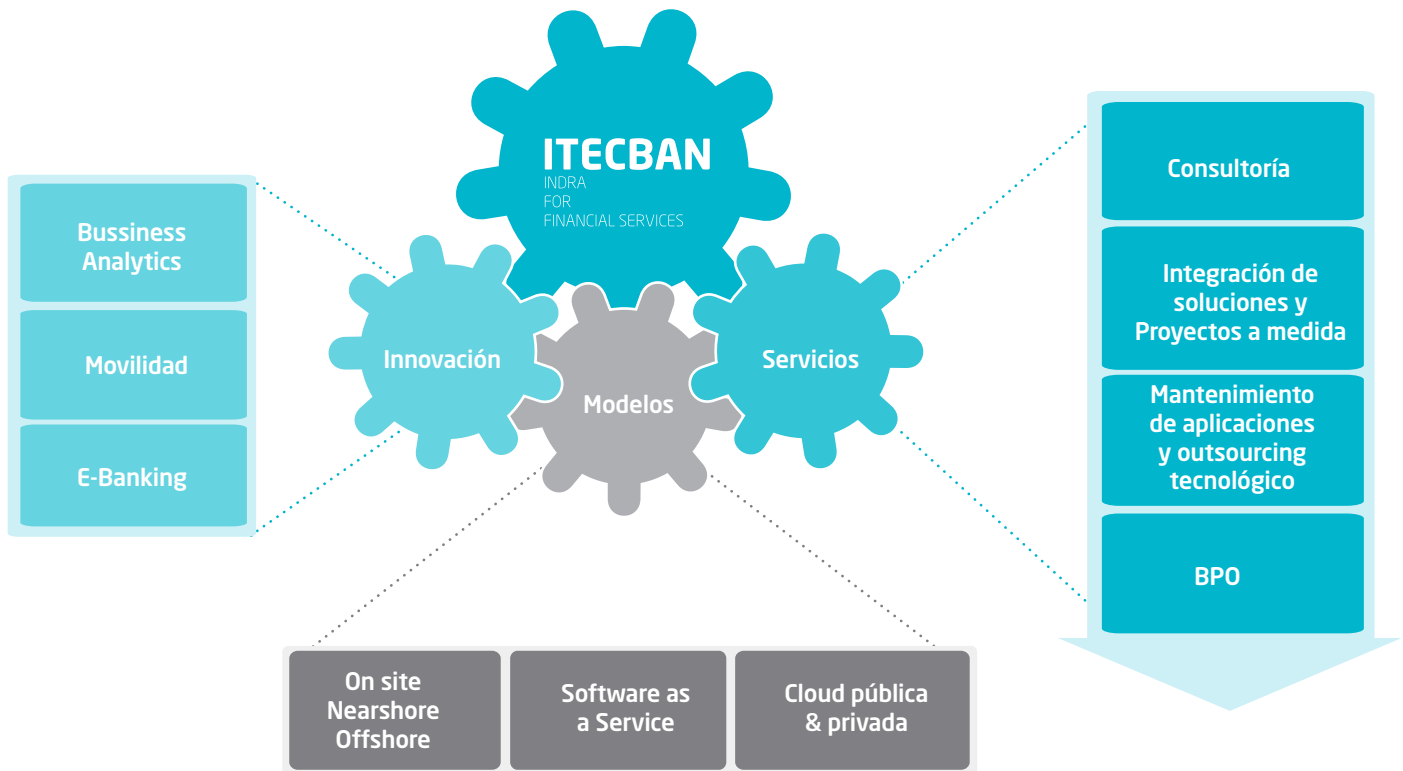 ITECBAN
INDRA
FOR
FINANCIAL SERVICES
Innovación
Modelos
Servicios
Bussiness
Analytics
Movilidad
E-Banking
On site
Nearshore
Offshore
Software as
a Service
Cloud pública
& privada
Consultoría
Integración de
soluciones y
Proyectos a medida
Mantenimiento
de aplicaciones
y outsourcing
tecnológico
BPO